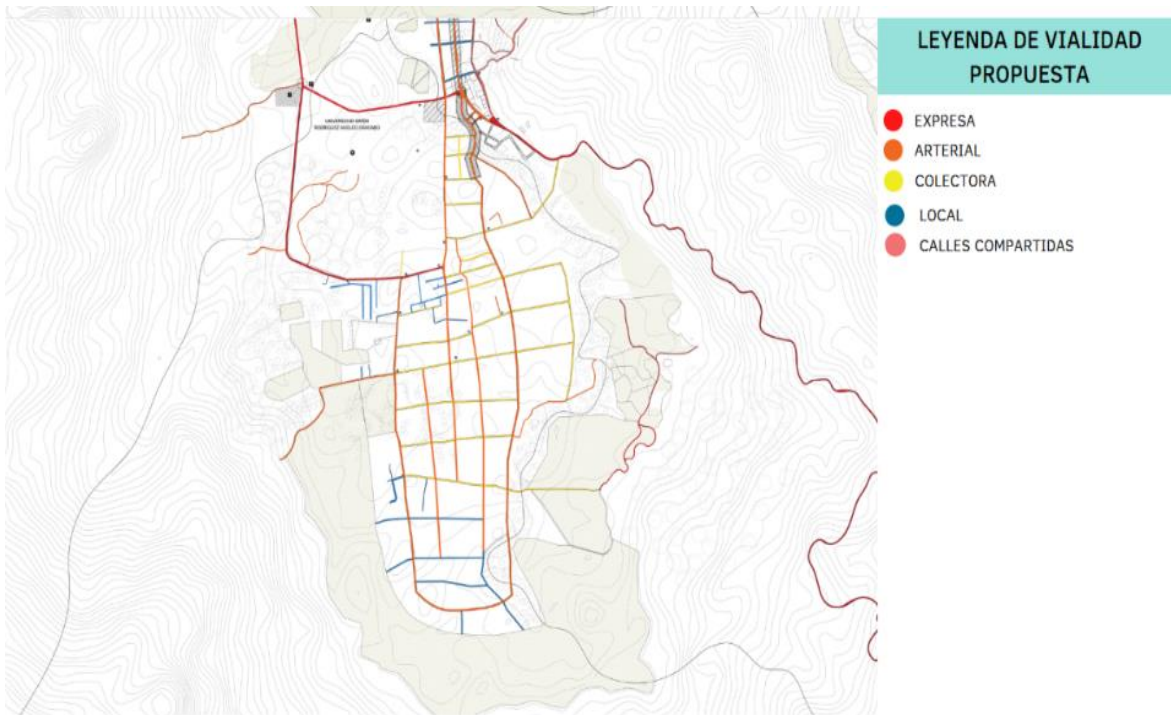 LEYENDA DE VIALIDAD
PROPUESTA
EXPRESA
ARTERIAL
COLECTORA
LOCAL
CALLES COMPARTIDAS